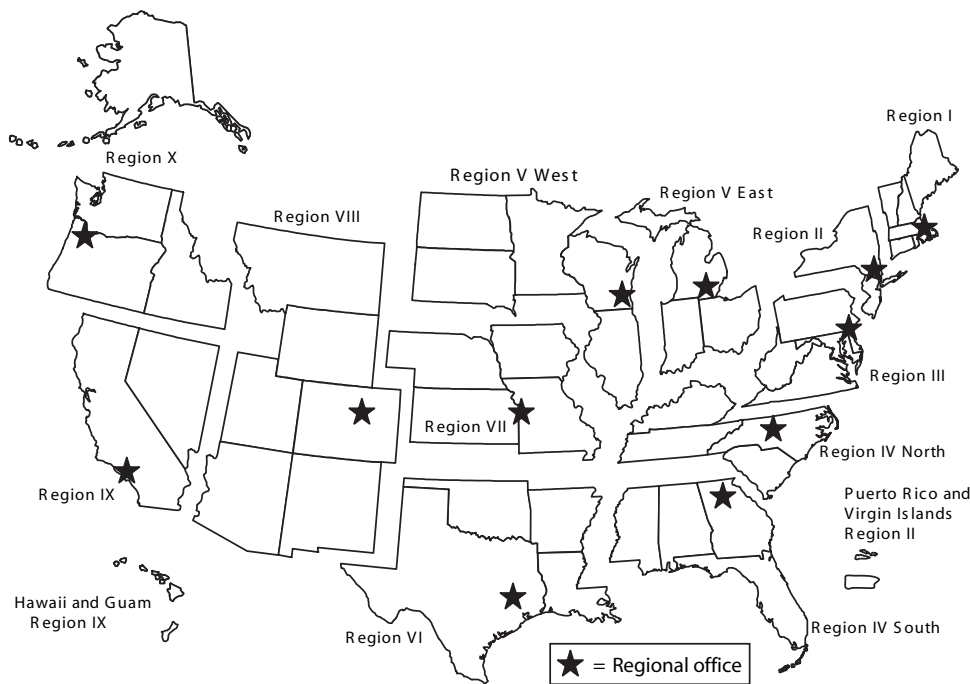 Region I
Region X
Region V West
Region V East
Region VIII
Region II
Region III
Region VII
Region IV North
Region IX
Puerto Rico and
Virgin Islands
Region II
Hawaii and Guam
Region IX
Region VI
Region IV South
= Regional office